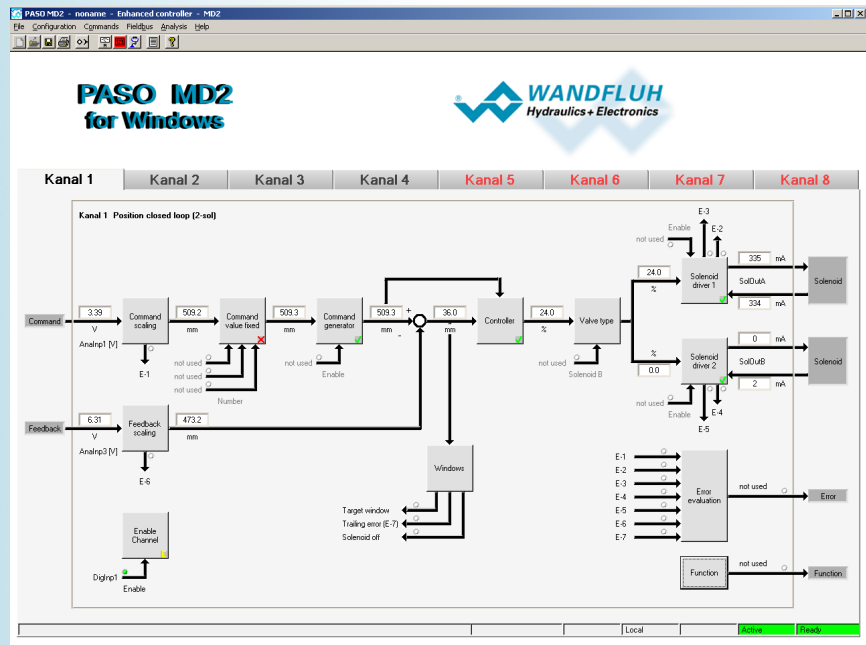 PASO MD2 - noname - Enhanced controller - MD2
File Configuration Commands Fieldbus Analysis Help
PASO MD2
for Windows
WANDFLUH
Hydraulics + Electronics
Kanal 1 Kanal 2 Kanal 3 Kanal 4 Kanal 5 Kanal 6 Kanal 7 Kanal 8
Kanal 1 Position closed loop (2-sol)
E-3
Enable
E-2
not used
335 mA
24.0
%
Solenoid
driver 1
SolOutA
Solenoid
334 mA
Command
3.39
V
AnaInp1 [V]
Command
scaling
E-1
509.2
mm
Command
value fixed
not used
not used
not used
Number
509.3
mm
Command
generator
not used
Enable
509.3
mm
+
-
36.0
mm
Controller
24.0
%
Valve type
not used
Solenoid B
0 mA
%
0.0
Solenoid
driver 2
SolOutB
Solenoid
2 mA
not used
Enable
E-4
E-5
Feedback
6.31
V
AnaInp3 [V]
Feedback
scaling
E-6
473.2
mm
Windows
Target window
Trailing error (E-7)
Solenoid off
E-1
E-2
E-3
E-4
E-5
E-6
E-7
Error
evaluation
not used
Error
Enable
Channel
DigInp1
Enable
Function
not used
Function
Local Active Ready